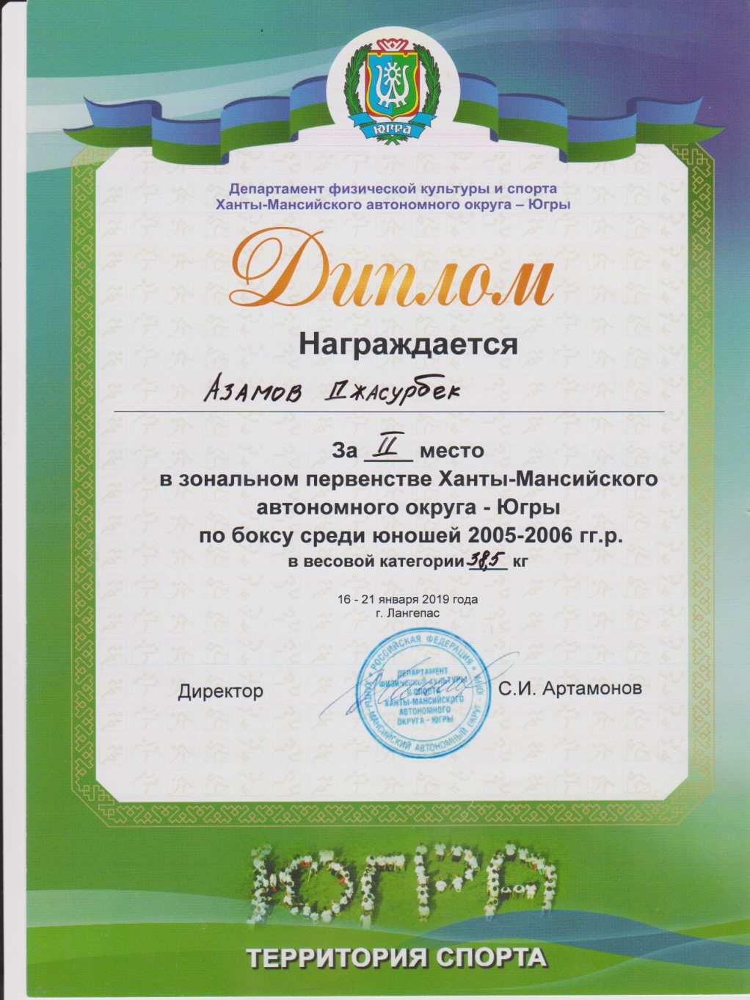 ЮГРА
Департамент физической культуры и спорта
Ханты-Мансийского автономного округа – Югры
Диплом
Награждается
Азамов Джасурбек
За II место
в зональном первенстве Ханты-Мансийского
автономного округа - Югры
по боксу среди юношей 2005-2006 гг.р.
в весовой категории 38,5 кг
16 - 21 января 2019 года
г. Лангепас
РОССИЙСКАЯ ФЕДЕРАЦИЯ
ХАНТЫ-МАНСИЙСКИЙ АВТОНОМНЫЙ ОКРУГ - ЮГРА
ДЕПАРТАМЕНТ
ФИЗИЧЕСКОЙ КУЛЬТУРЫ
И СПОРТА
ХАНТЫ-МАНСИЙСКОГО
АВТОНОМНОГО
ОКРУГА - ЮГРЫ
Директор С.И. Артамонов
ЮГРА
ТЕРРИТОРИЯ СПОРТА